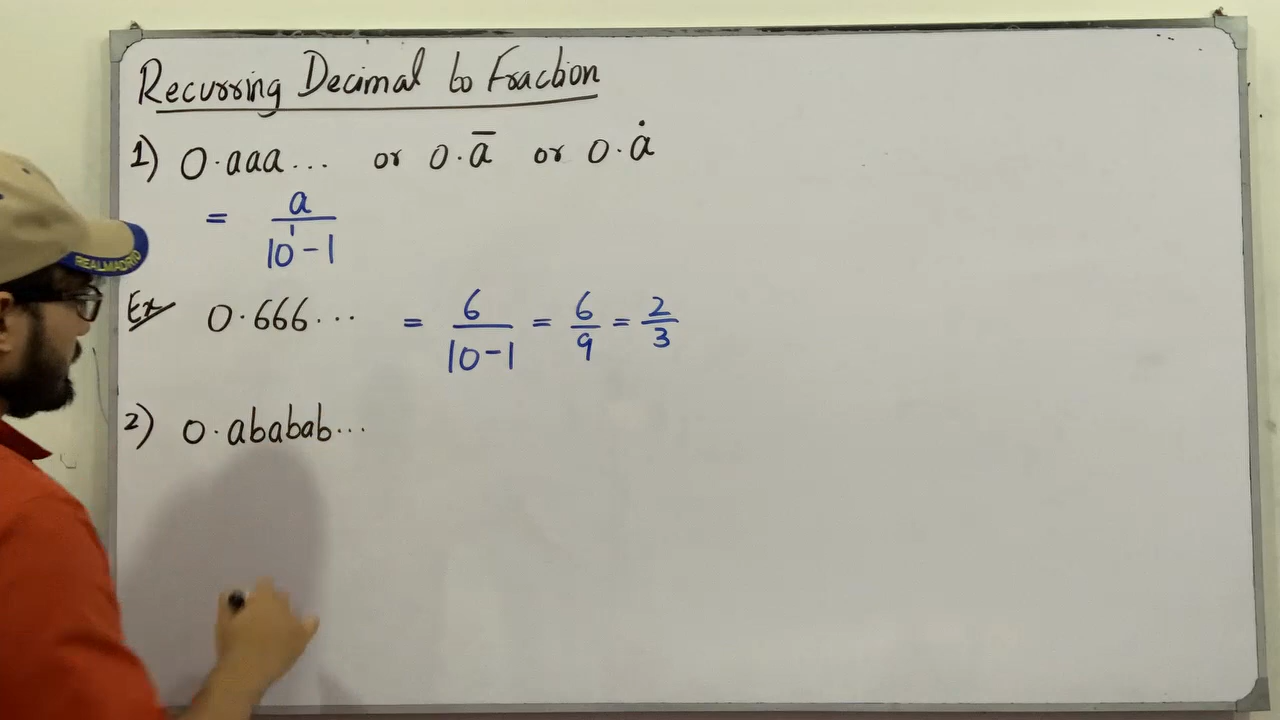 Recurring Decimal to Fraction
1) 0.aaa... or 0.a̅ or 0.ȧ
= a / 10¹-1
Ex 0.666... = 6 / 10-1 = 6/9 = 2/3
2) 0.ababab...
REALMADRID